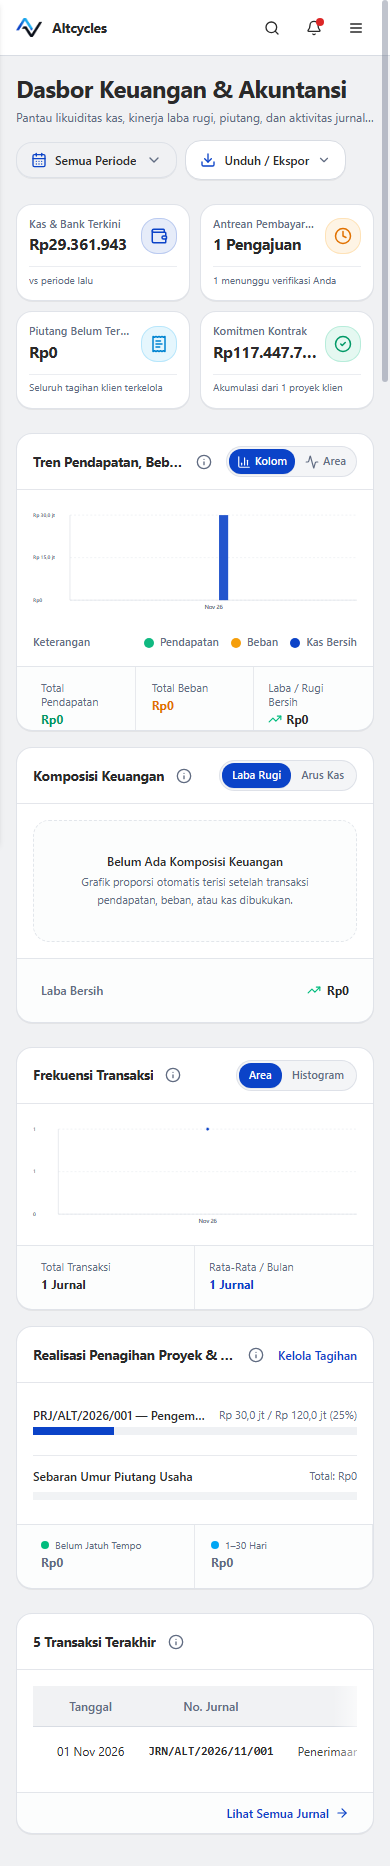 Altcycles
Dasbor Keuangan & Akuntansi
Pantau likuiditas kas, kinerja laba rugi, piutang, dan aktivitas jurnal...
Semua Periode
Unduh / Ekspor
Kas & Bank Terkini
Rp29.361.943
vs periode lalu
Antrean Pembayar...
1 Pengajuan
1 menunggu verifikasi Anda
Piutang Belum Ter...
Rp0
Seluruh tagihan klien terkelola
Komitmen Kontrak
Rp117.447.7...
Akumulasi dari 1 proyek klien
Tren Pendapatan, Beb...
Kolom
Area
Rp 30,0 jt
Rp 15,0 jt
Rp0
Nov 26
Keterangan
Pendapatan
Beban
Kas Bersih
Total Pendapatan
Rp0
Total Beban
Rp0
Laba / Rugi Bersih
Rp0
Komposisi Keuangan
Laba Rugi
Arus Kas
Belum Ada Komposisi Keuangan
Grafik proporsi otomatis terisi setelah transaksi
pendapatan, beban, atau kas dibukukan.
Laba Bersih
Rp0
Frekuensi Transaksi
Area
Histogram
1
1
0
Nov 26
Total Transaksi
1 Jurnal
Rata-Rata / Bulan
1 Jurnal
Realisasi Penagihan Proyek & ...
Kelola Tagihan
PRJ/ALT/2026/001 — Pengem...
Rp 30,0 jt / Rp 120,0 jt (25%)
Sebaran Umur Piutang Usaha
Total: Rp0
Belum Jatuh Tempo
Rp0
1–30 Hari
Rp0
5 Transaksi Terakhir
Tanggal
No. Jurnal
01 Nov 2026
JRN/ALT/2026/11/001
Penerimaar
Lihat Semua Jurnal